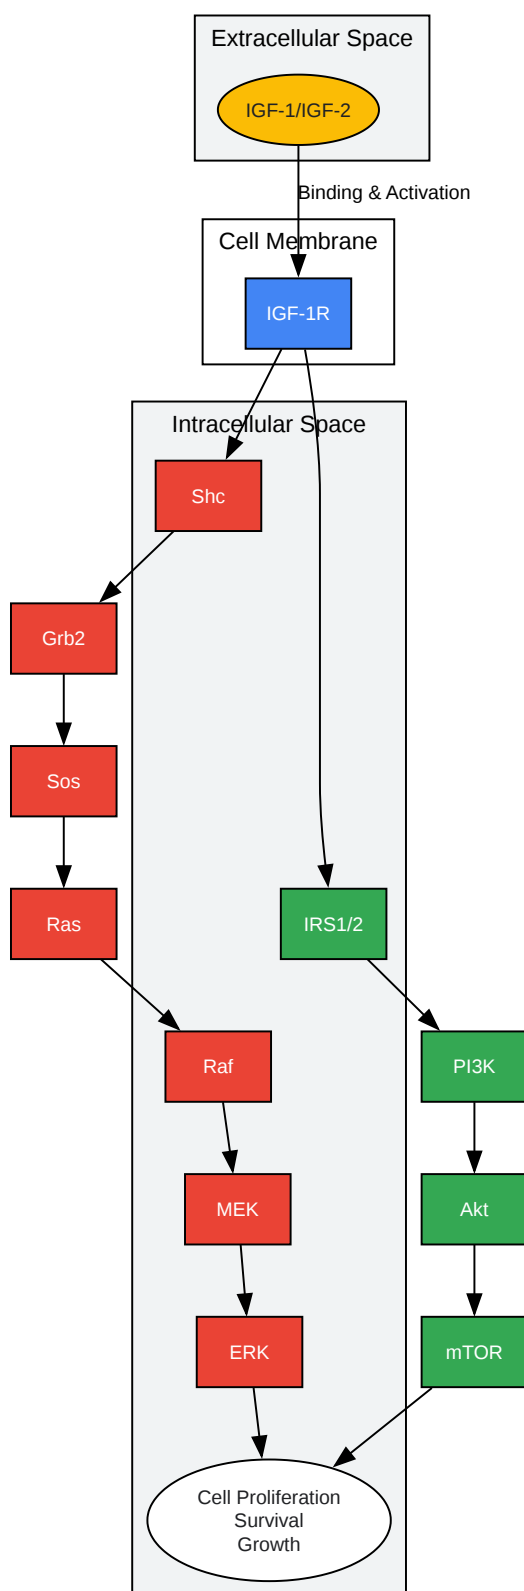 Extracellular Space
IGF-1/IGF-2
Binding & Activation
Cell Membrane
IGF-1R
Intracellular Space
Shc
Grb2
Sos
Ras
IRS1/2
Raf
PI3K
MEK
Akt
ERK
mTOR
Cell Proliferation
Survival
Growth